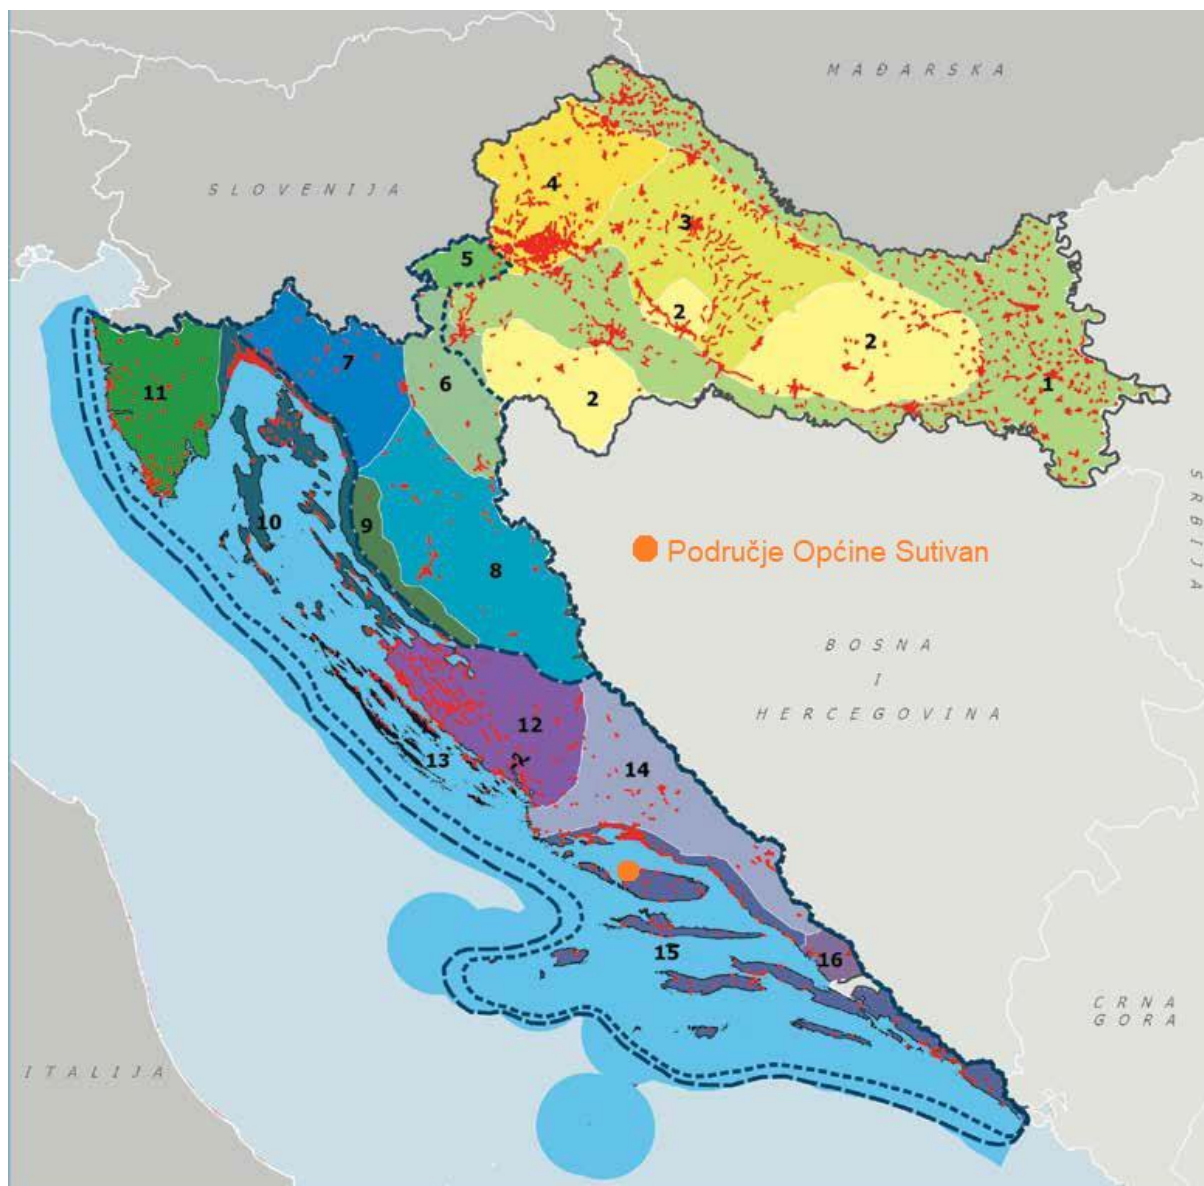 MAĐARSKA
SLOVENIJA
4
3
5
2
2
7
11
6
2
1
SRBIJA
10
9
8
Područje Općine Sutivan
BOSNA
I
HERCEGOVINA
12
13
14
15
16
CRNA
GORA
ITALIJA